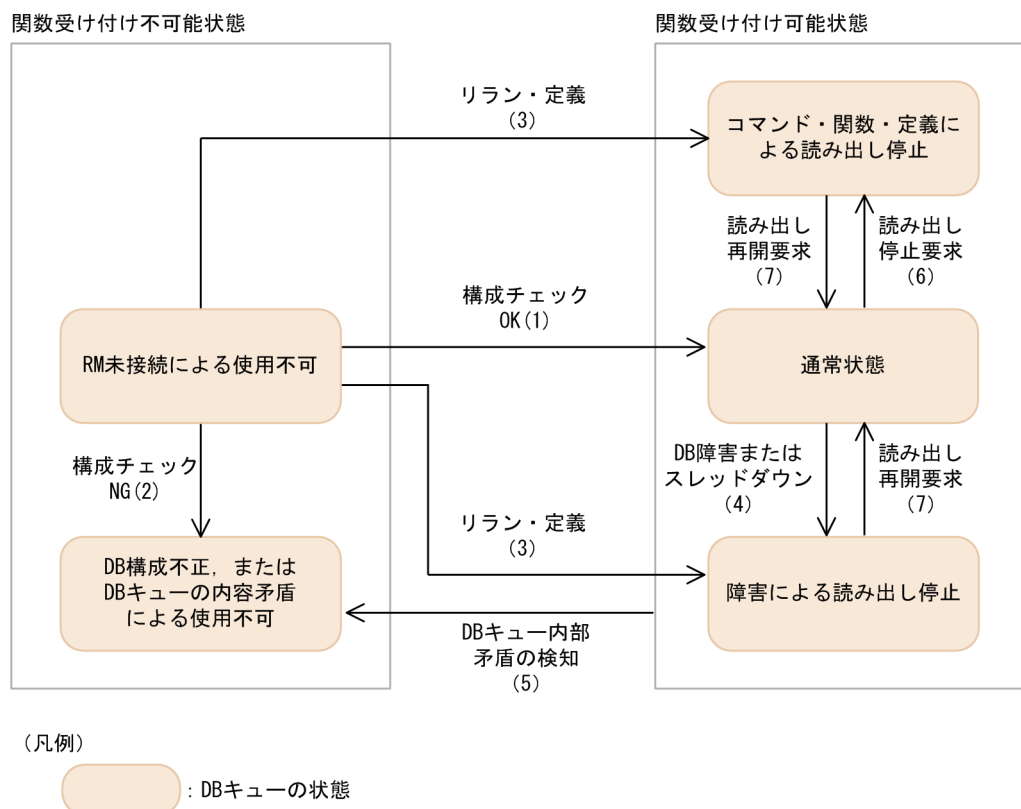 関数受け付け不可能状態
関数受け付け可能状態
リラン・定義
(3)
コマンド・関数・定義に
よる読み出し停止
読み出し
再開要求
(7)
読み出し
停止要求
(6)
構成チェック
OK(1)
RM未接続による使用不可
通常状態
構成チェック
NG(2)
DB障害または
スレッドダウン
(4)
読み出し
再開要求
(7)
リラン・定義
(3)
DB構成不正，または
DBキューの内容矛盾
による使用不可
障害による読み出し停止
DBキュー内部
矛盾の検知
(5)
(凡例)
：DBキューの状態